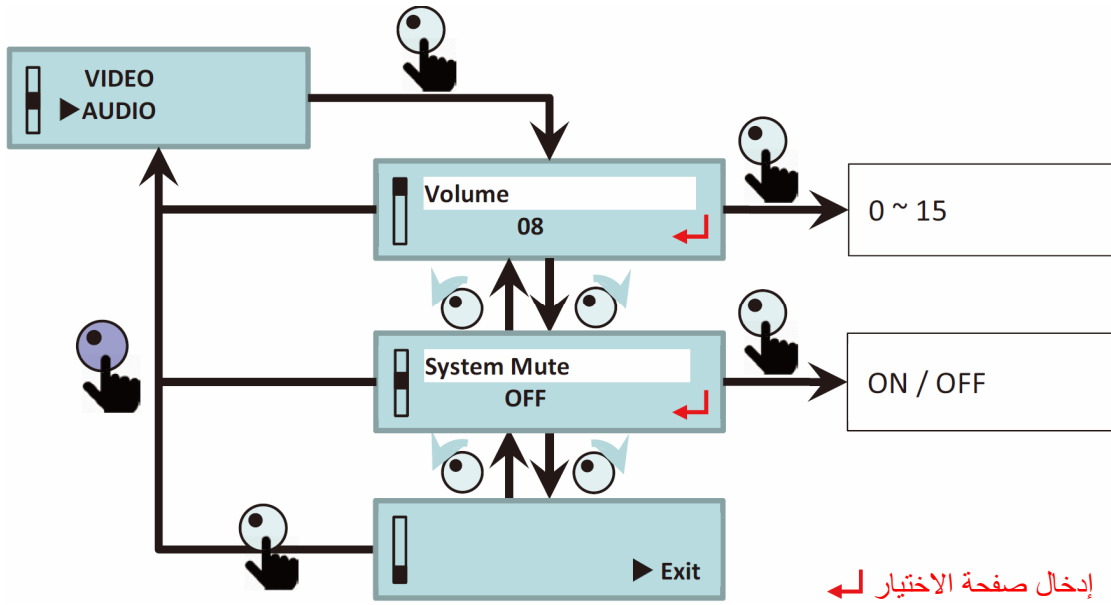 VIDEO
▶AUDIO
Volume
08
0 ~ 15
System Mute
OFF
ON / OFF
▶ Exit
إدخال صفحة الاختيار